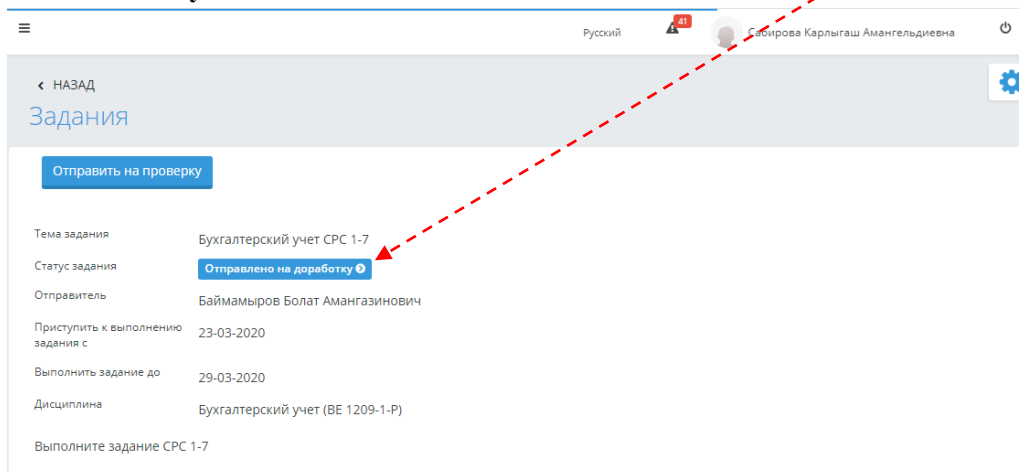 Русский
41
Сабирова Карлыгаш Амангельдиевна
НАЗАД
Задания
Отправить на проверку
Тема задания
Бухгалтерский учет СРС 1-7
Статус задания
Отправлено на доработку
Отправитель
Баймамыров Болат Амангазинович
Приступить к выполнению
задания с
23-03-2020
Выполнить задание до
29-03-2020
Дисциплина
Бухгалтерский учет (BE 1209-1-P)
Выполните задание СРС 1-7